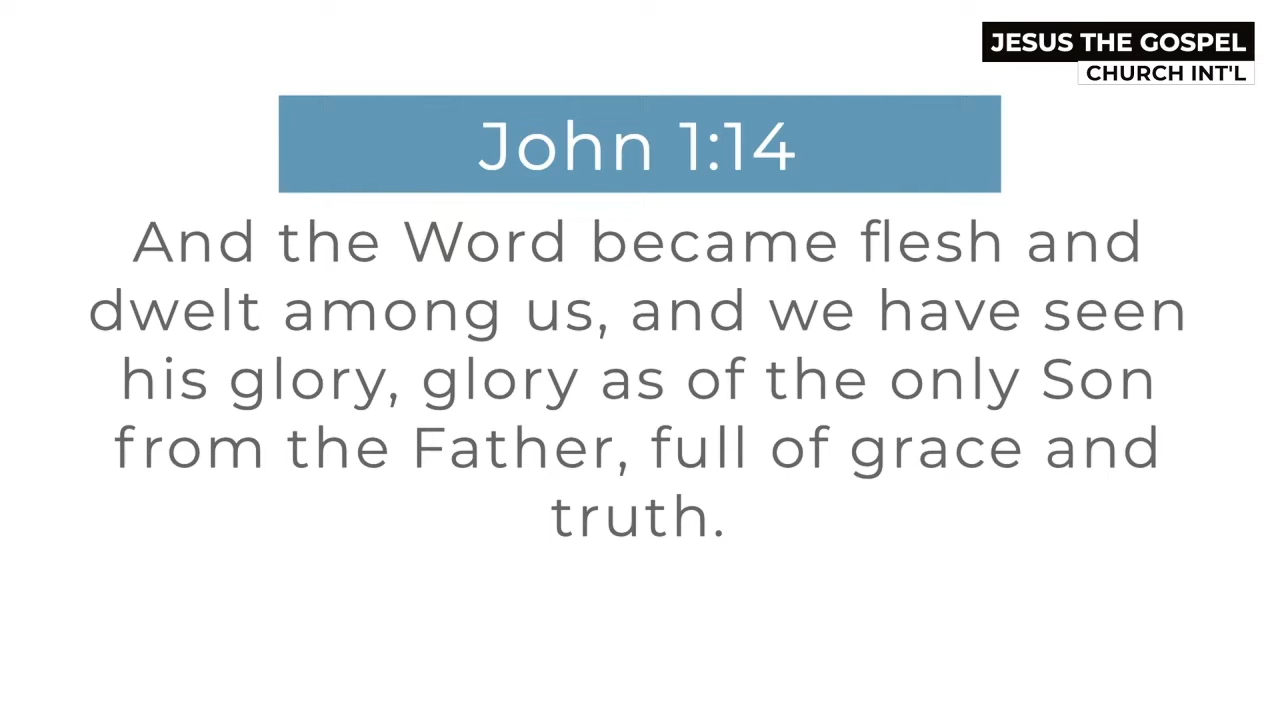 JESUS THE GOSPEL
CHURCH INT'L
John 1:14
And the Word became flesh and
dwelt among us, and we have seen
his glory, glory as of the only Son
from the Father, full of grace and
truth.